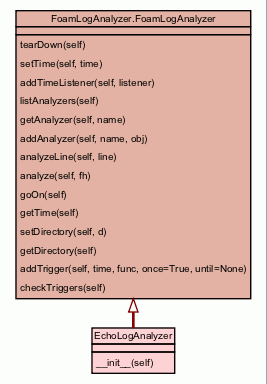 FoamLogAnalyzer.FoamLogAnalyzer
tearDown(self)
setTime(self, time)
addTimeListener(self, listener)
listAnalyzers(self)
getAnalyzer(self, name)
addAnalyzer(self, name, obj)
analyzeLine(self, line)
analyze(self, fh)
goOn(self)
getTime(self)
setDirectory(self, d)
getDirectory(self)
addTrigger(self, time, func, once=True, until=None)
checkTriggers(self)
EchoLogAnalyzer
__init__(self)